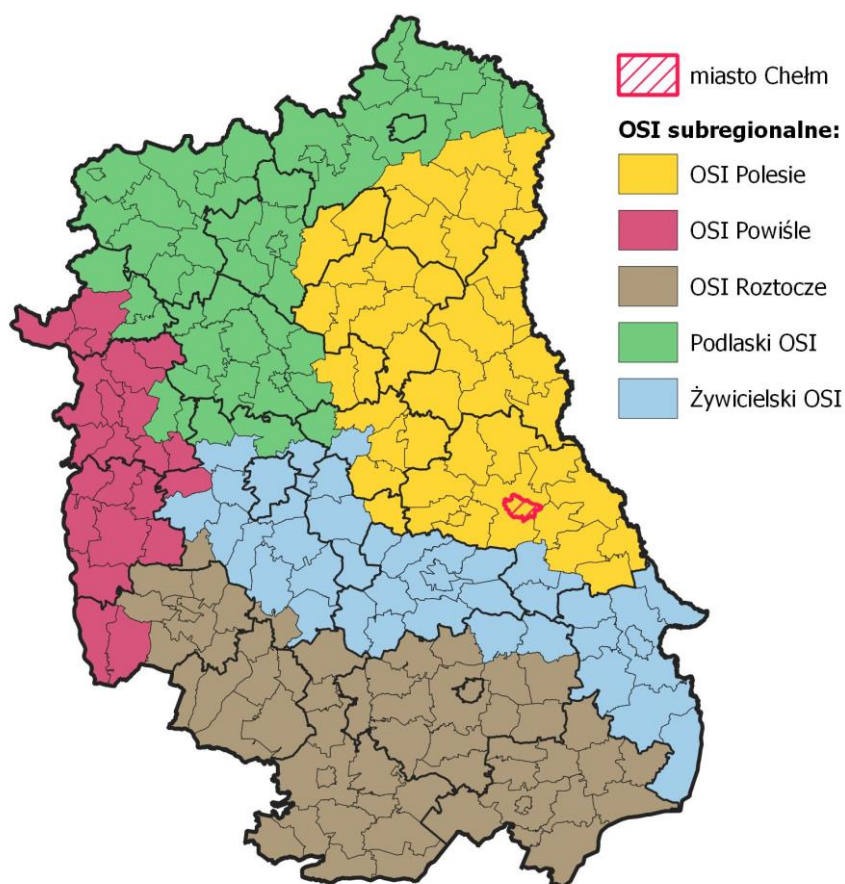 miasto Chełm
OSI subregionalne:
OSI Polesie
OSI Powiśle
OSI Roztocze
Podlaski OSI
Żywicielski OSI